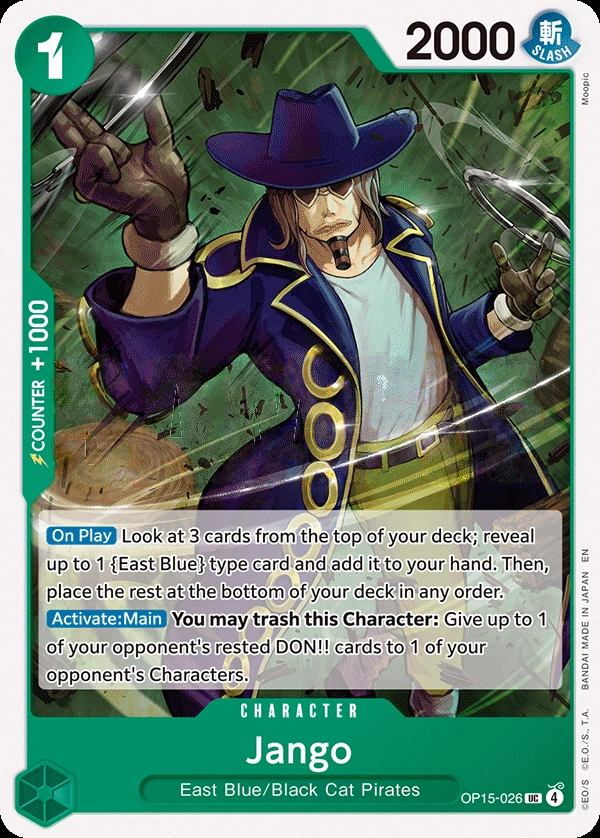 1
2000
斬
SLASH
Moopic
COUNTER +1000
On Play Look at 3 cards from the top of your deck; reveal
up to 1 {East Blue} type card and add it to your hand. Then,
place the rest at the bottom of your deck in any order.
Activate:Main You may trash this Character: Give up to 1
of your opponent's rested DON!! cards to 1 of your
opponent's Characters.
©E.O./S., T.A. BANDAI MADE IN JAPAN EN
©EO/S
CHARACTER
Jango
East Blue/Black Cat Pirates
OP15-026 UC 4